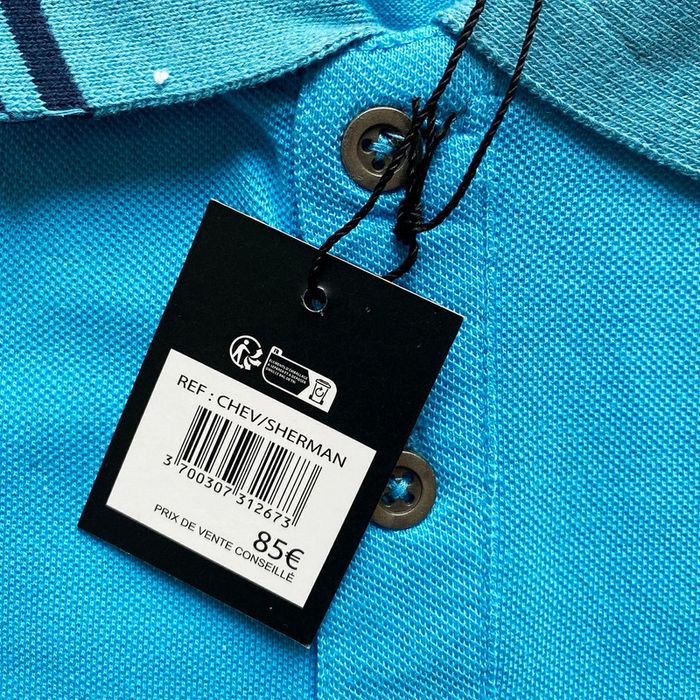 REF : CHEV/SHERMAN
3 700307 312673
85€
PRIX DE VENTE CONSEILLÉ